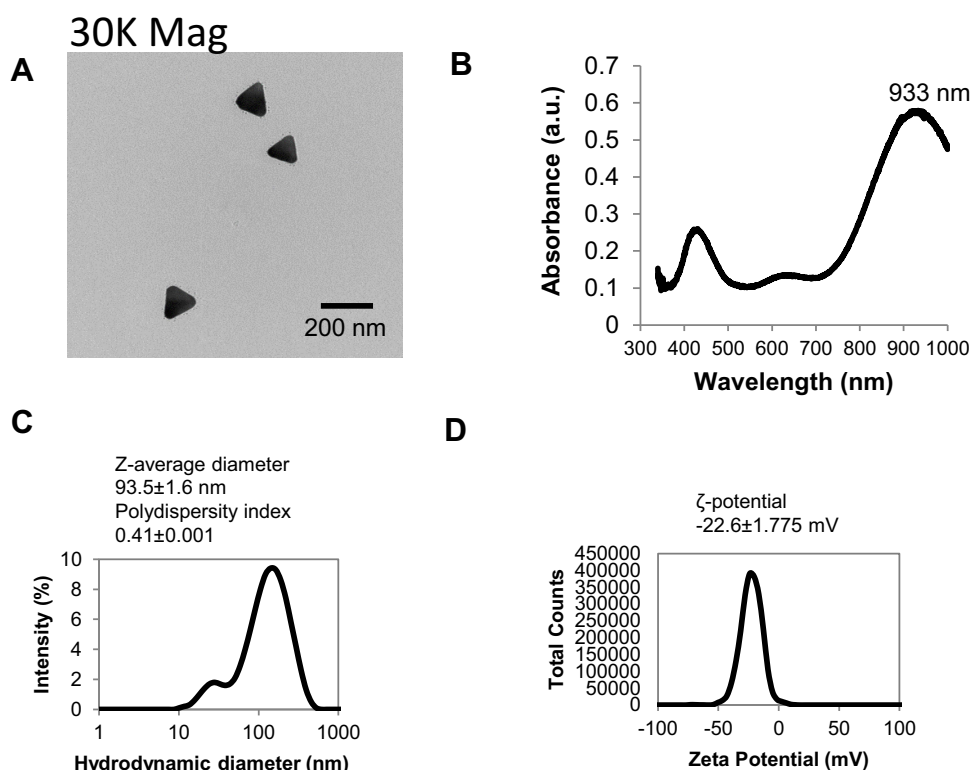 30K Mag
A
200 nm
B
933 nm
Absorbance (a.u.)
0.7
0.6
0.5
0.4
0.3
0.2
0.1
0
300 400 500 600 700 800 900 1000
Wavelength (nm)
C
Z-average diameter
93.5±1.6 nm
Polydispersity index
0.41±0.001
Intensity (%)
10
8
6
4
2
0
1 10 100 1000
Hydrodynamic diameter (nm)
D
ζ-potential
-22.6±1.775 mV
Total Counts
450000
400000
350000
300000
250000
200000
150000
100000
50000
0
-100 -50 0 50 100
Zeta Potential (mV)